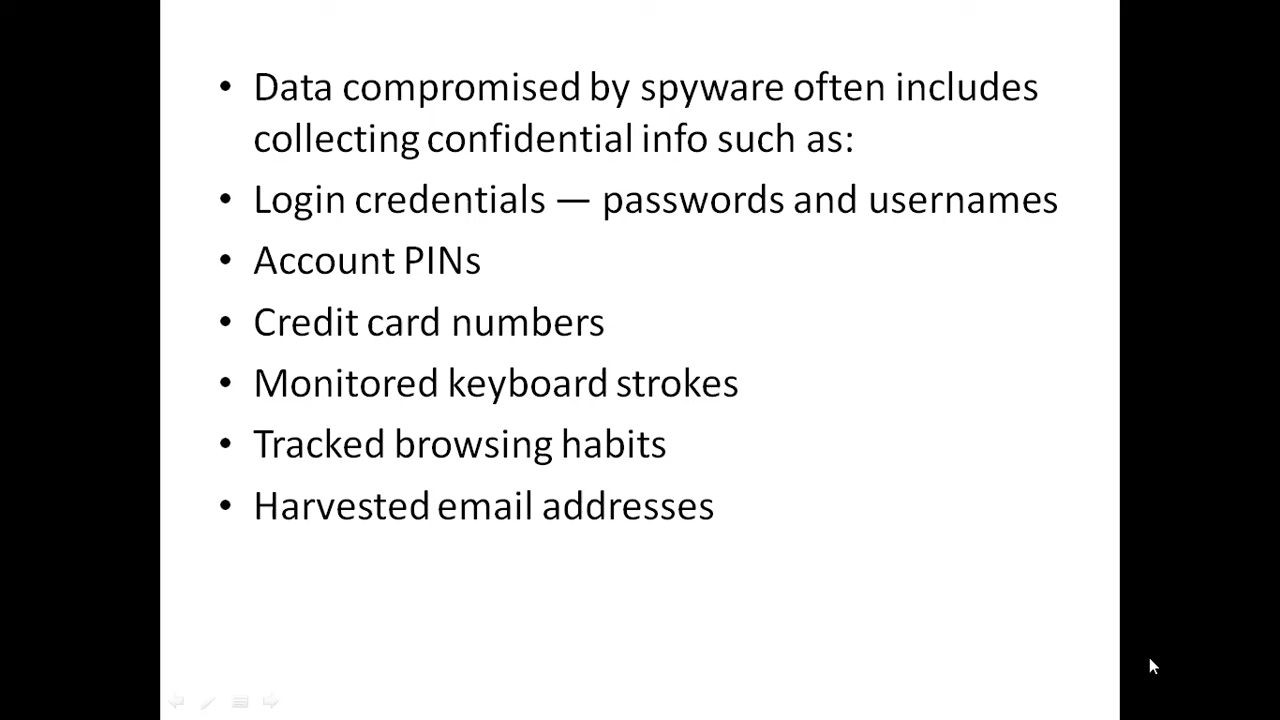 • Data compromised by spyware often includes
collecting confidential info such as:
• Login credentials — passwords and usernames
• Account PINs
• Credit card numbers
• Monitored keyboard strokes
• Tracked browsing habits
• Harvested email addresses